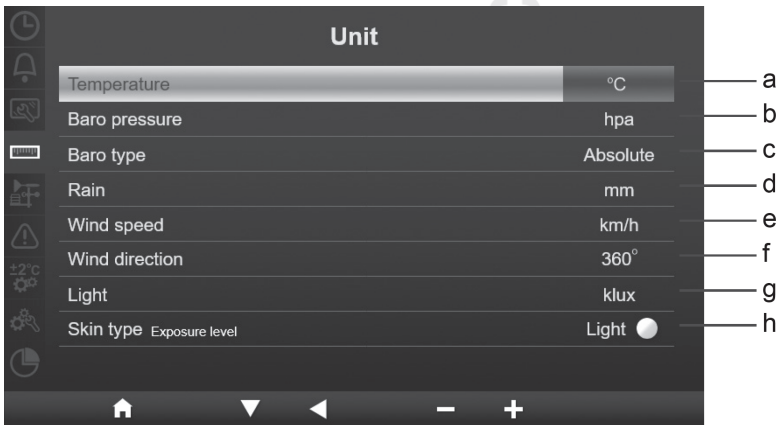 Unit
Temperature °C a
Baro pressure hpa b
Baro type Absolute c
Rain mm d
Wind speed km/h e
Wind direction 360° f
Light klux g
Skin type Exposure level Light h
±2°C